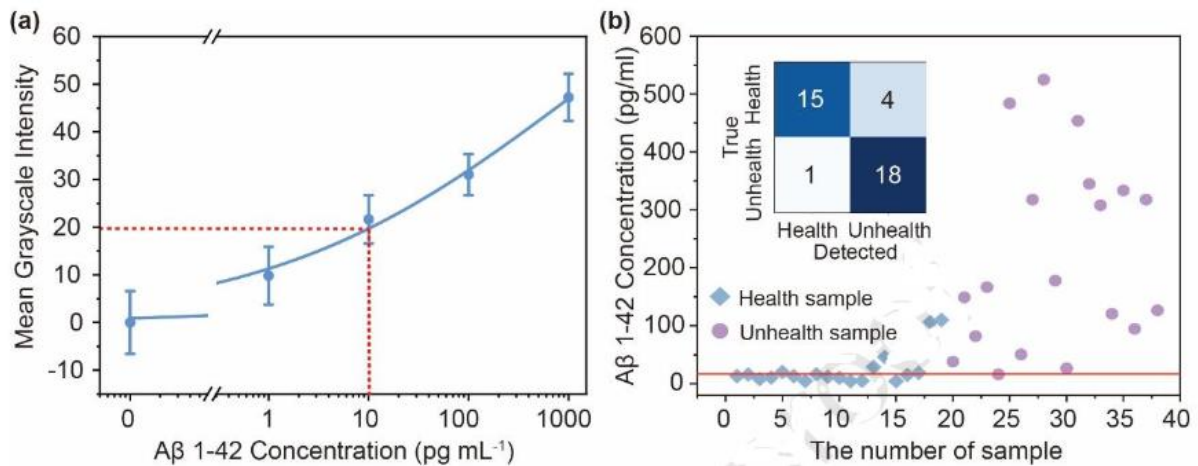 (a)
Mean Grayscale Intensity
60
50
40
30
20
10
0
-10
0
1
10
100
1000
Aβ 1-42 Concentration (pg mL⁻¹)
(b)
Aβ 1-42 Concentration (pg/ml)
600
500
400
300
200
100
0
True
Health
Unhealth
15
4
1
18
Health
Unhealth
Detected
Health sample
Unhealth sample
0
5
10
15
20
25
30
35
40
The number of sample